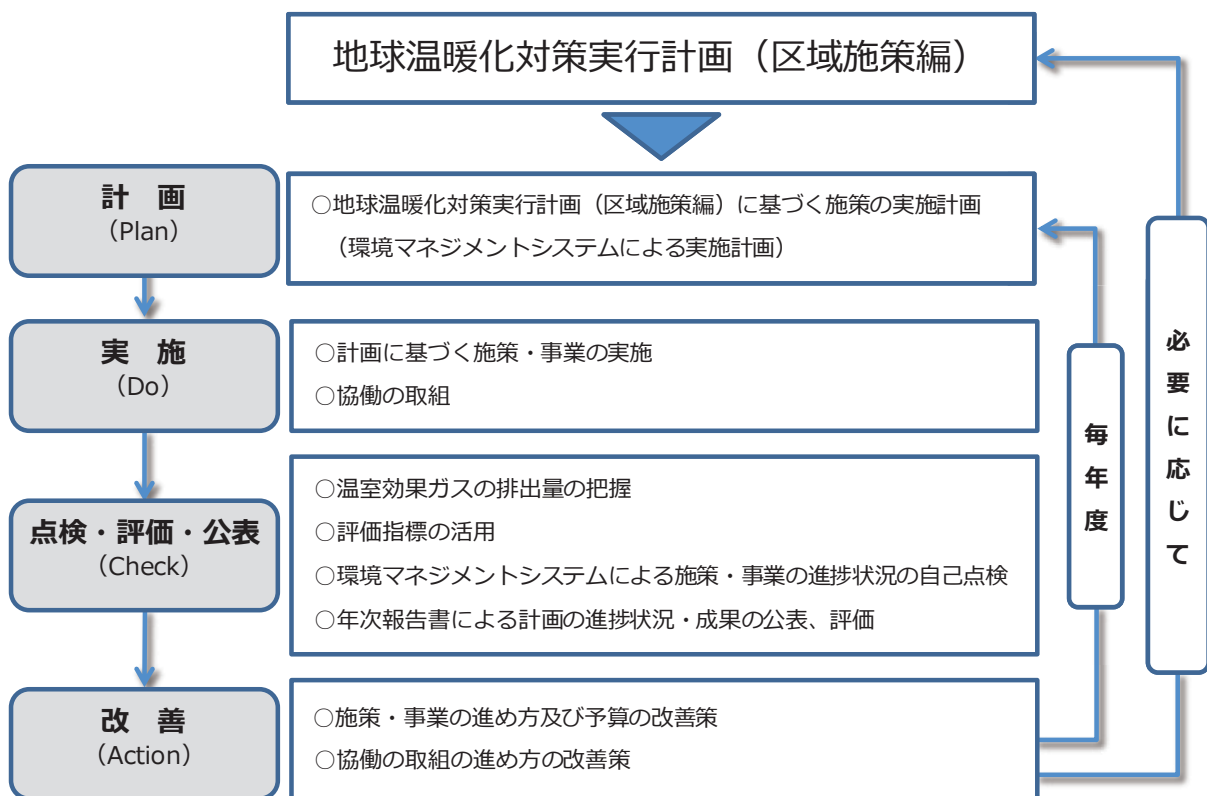 地球温暖化対策実行計画（区域施策編）
計　画
（Plan）
○地球温暖化対策実行計画（区域施策編）に基づく施策の実施計画
（環境マネジメントシステムによる実施計画）
実　施
（Do）
○計画に基づく施策・事業の実施
○協働の取組
点検・評価・公表
（Check）
○温室効果ガスの排出量の把握
○評価指標の活用
○環境マネジメントシステムによる施策・事業の進捗状況の自己点検
○年次報告書による計画の進捗状況・成果の公表、評価
改　善
（Action）
○施策・事業の進め方及び予算の改善策
○協働の取組の進め方の改善策
毎年度
必要に応じて